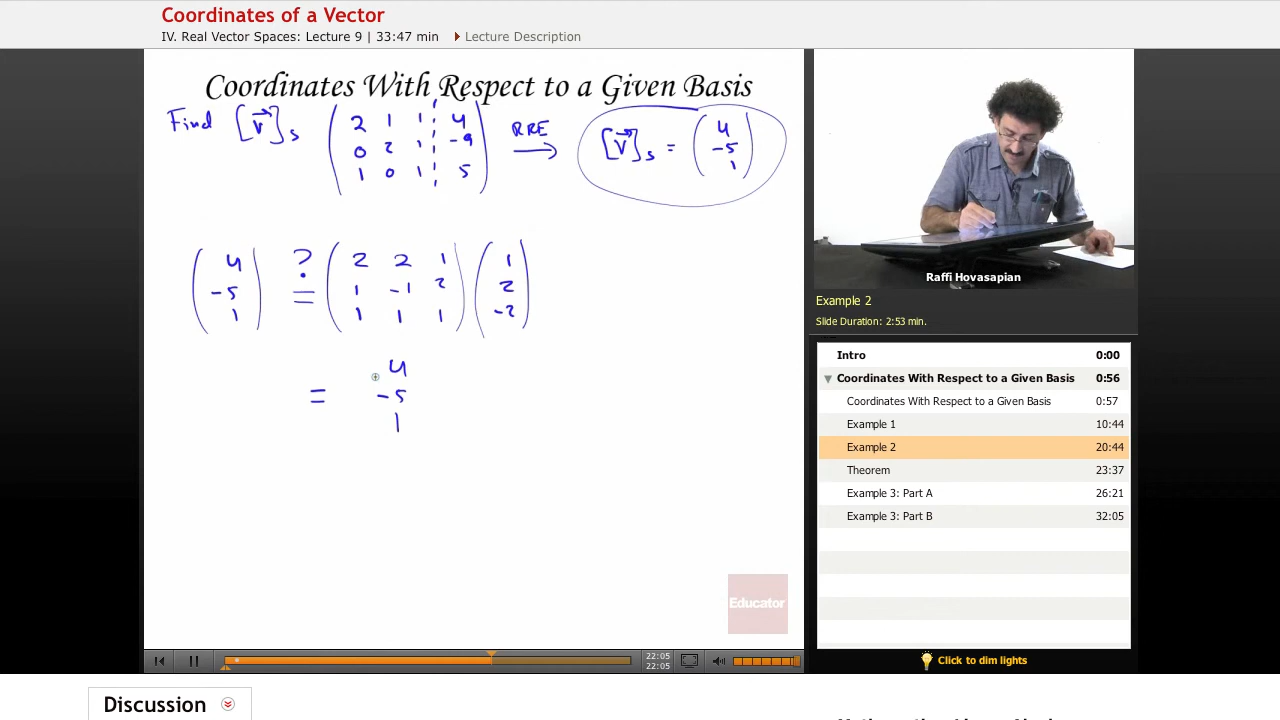 Coordinates of a Vector
IV. Real Vector Spaces: Lecture 9 | 33:47 min Lecture Description
Coordinates With Respect to a Given Basis
Find [v]s
2 1 1 4
0 2 1 -9
1 0 1 5
RRE
[v]s =
4
-5
1
4
-5
1
?
=
2 2 1
1 -1 2
1 1 1
1
2
-2
=
4
-5
1
Educator
22:05
22:05
Raffi Hovasapian
Example 2
Slide Duration: 2:53 min.
Intro 0:00
Coordinates With Respect to a Given Basis 0:56
Coordinates With Respect to a Given Basis 0:57
Example 1 10:44
Example 2 20:44
Theorem 23:37
Example 3: Part A 26:21
Example 3: Part B 32:05
Click to dim lights
Discussion